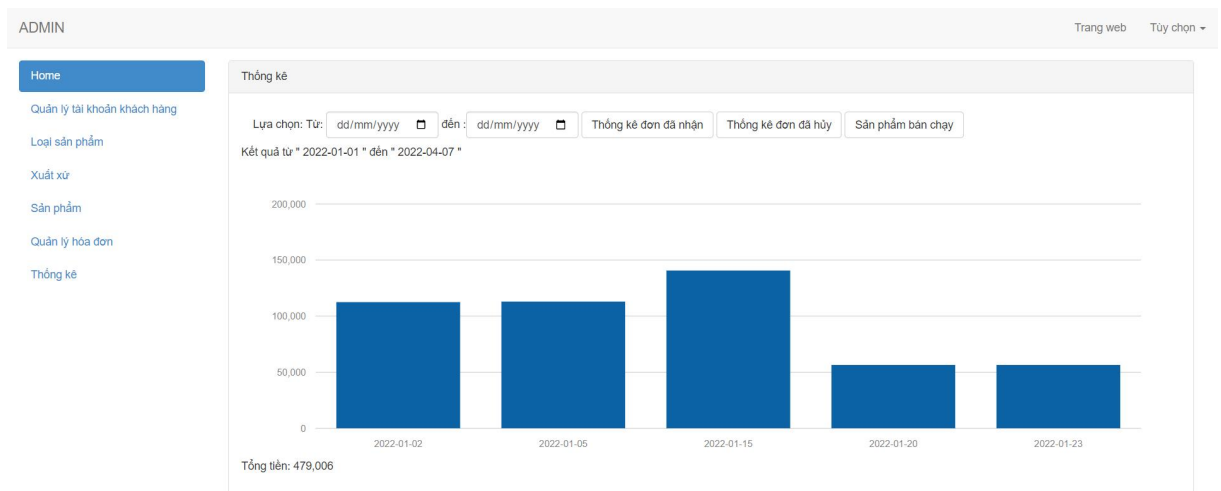 ADMIN Trang web Tùy chọn
Home
Quản lý tài khoản khách hàng
Loại sản phẩm
Xuất xứ
Sản phẩm
Quản lý hóa đơn
Thống kê
Thống kê
Lựa chọn: Từ: dd/mm/yyyy đến : dd/mm/yyyy Thống kê đơn đã nhận Thống kê đơn đã hủy Sản phẩm bán chạy
Kết quả từ " 2022-01-01 " đến " 2022-04-07 "
200,000
150,000
100,000
50,000
0
2022-01-02 2022-01-05 2022-01-15 2022-01-20 2022-01-23
Tổng tiền: 479,006